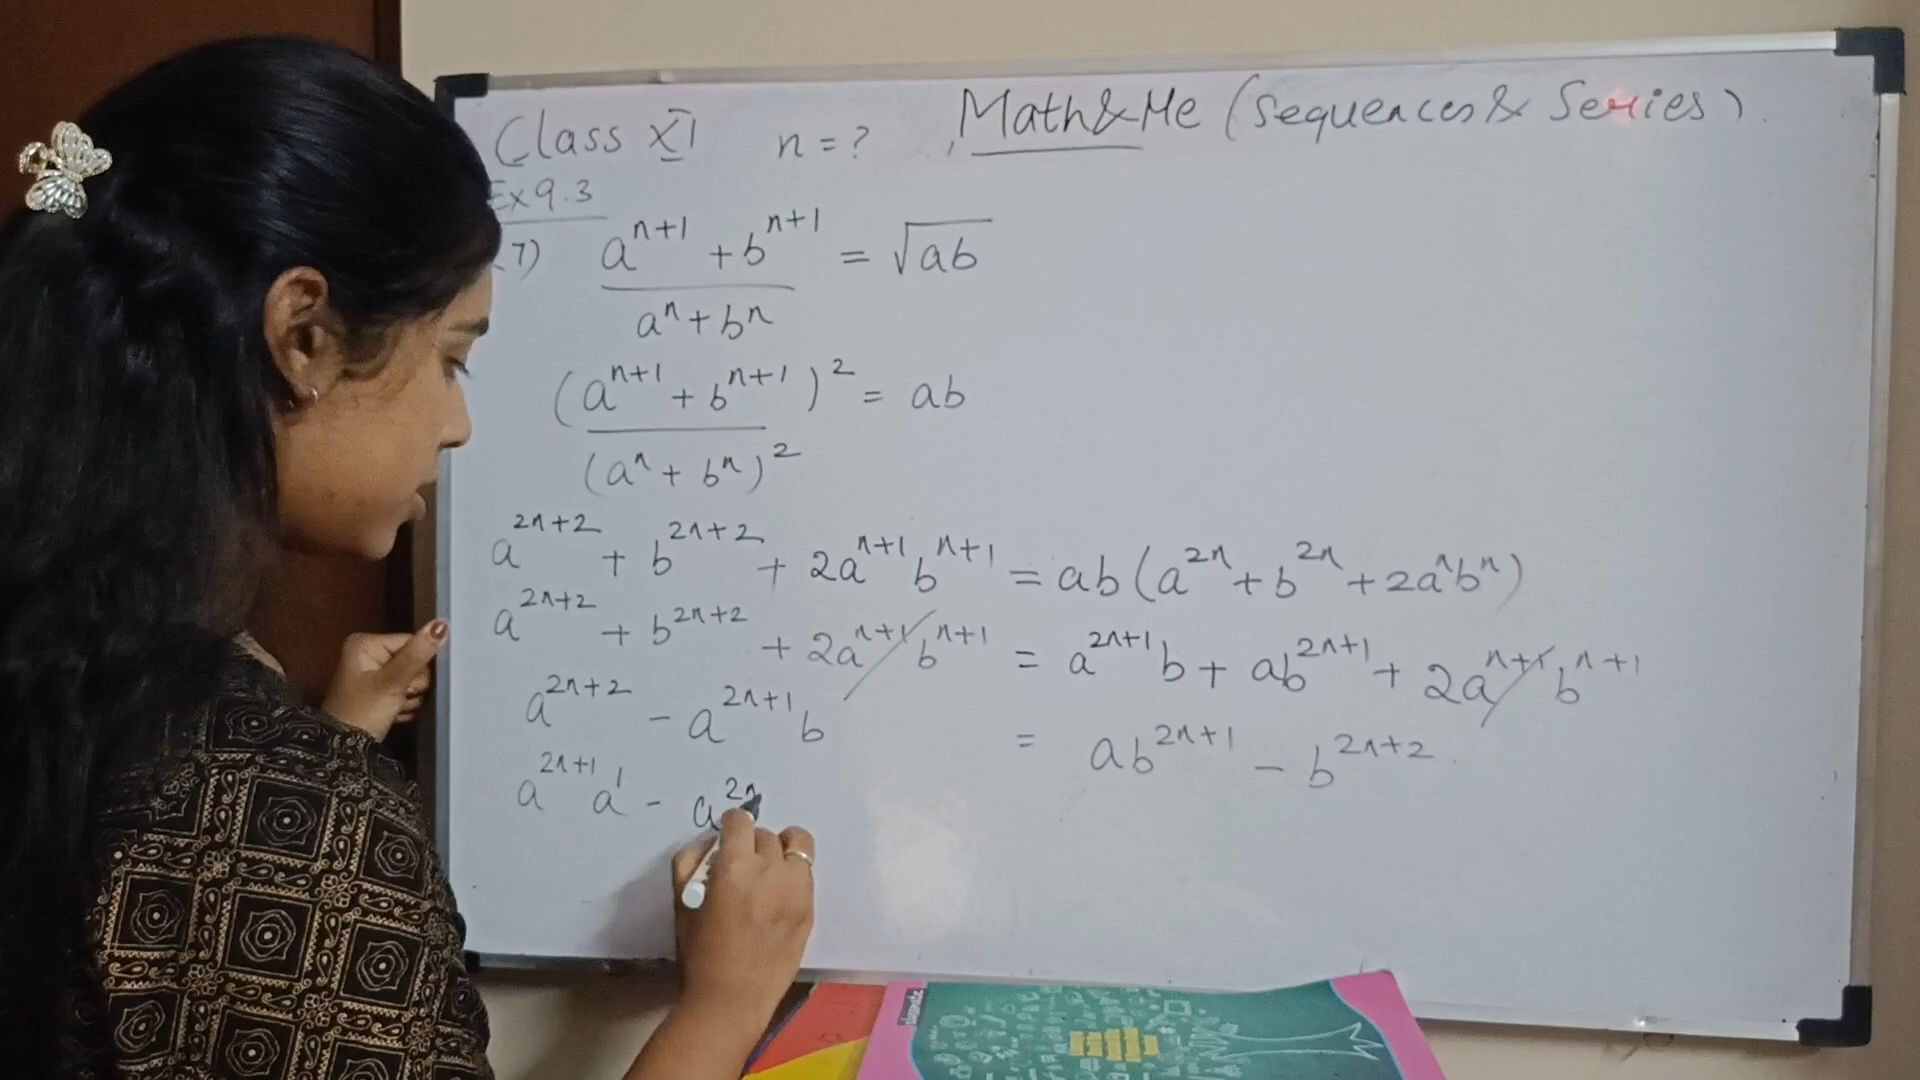 Class XI n = ? , Math&Me (Sequences & Series)
Ex 9.3
7) a^{n+1} + b^{n+1} = √ab
a^n + b^n
(a^{n+1} + b^{n+1})^2 = ab
(a^n + b^n)^2
a^{2n+2} + b^{2n+2} + 2a^{n+1} b^{n+1} = ab (a^{2n} + b^{2n} + 2a^n b^n)
a^{2n+2} + b^{2n+2} + 2a^{n+1} b^{n+1} = a^{2n+1} b + ab^{2n+1} + 2a^{n+1} b^{n+1}
a^{2n+2} - a^{2n+1} b = ab^{2n+1} - b^{2n+2}
a^{2n+1} a^1 - a^{2n}
classmate